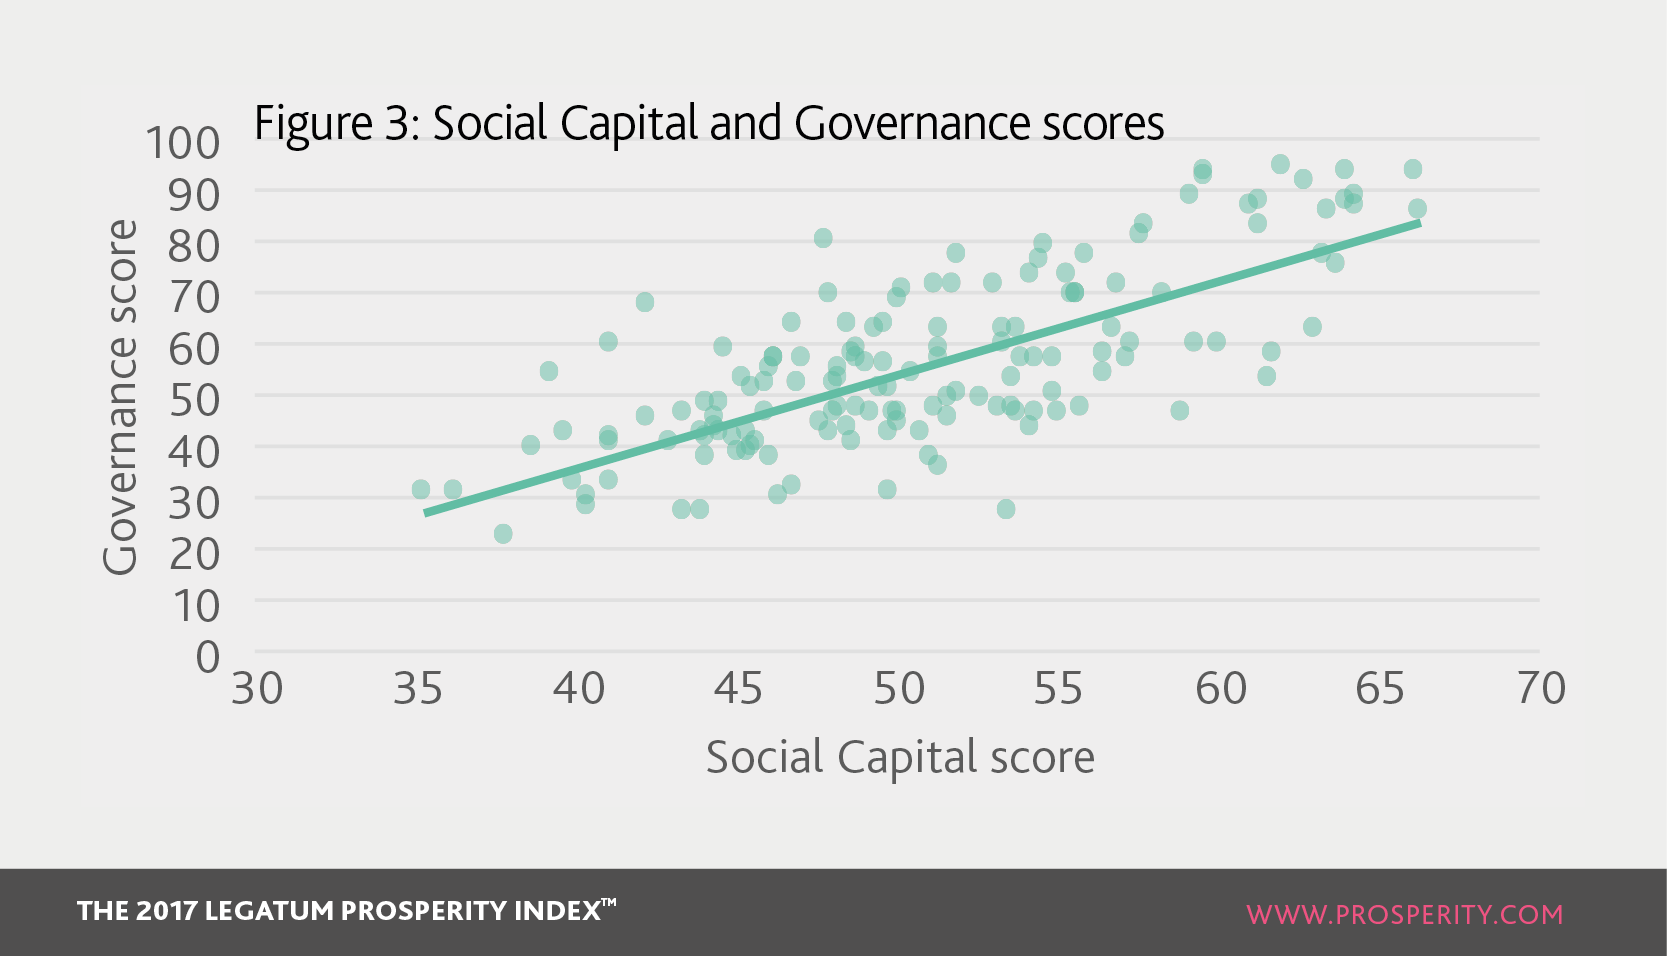 Figure 3: Social Capital and Governance scores
100
90
80
70
60
50
40
30
20
10
0
Governance score
30 35 40 45 50 55 60 65 70
Social Capital score
THE 2017 LEGATUM PROSPERITY INDEX™
WWW.PROSPERITY.COM